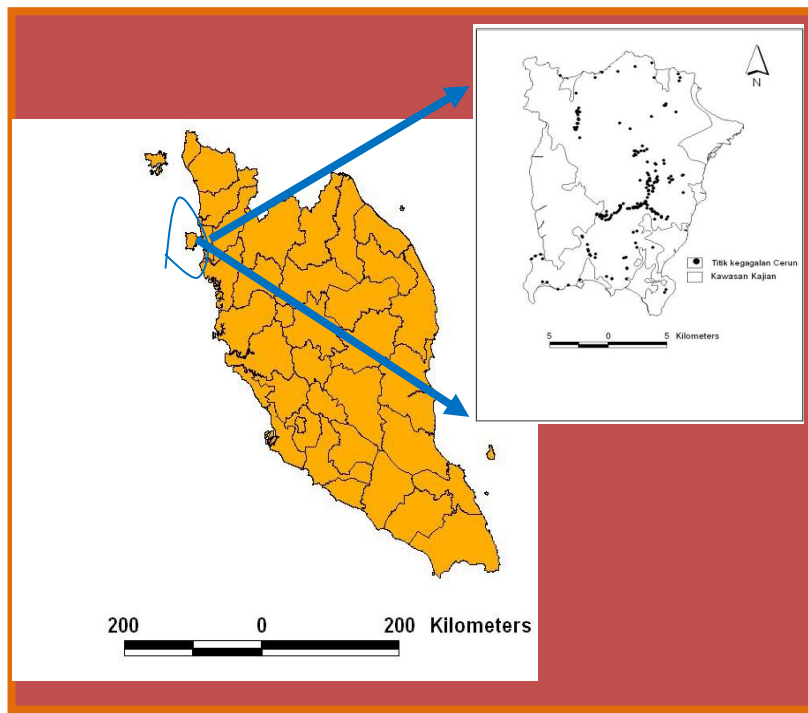 N
Titik kegagalan Cerun
Kawasan Kajian
5 0 5 Kilometers
200 0 200 Kilometers